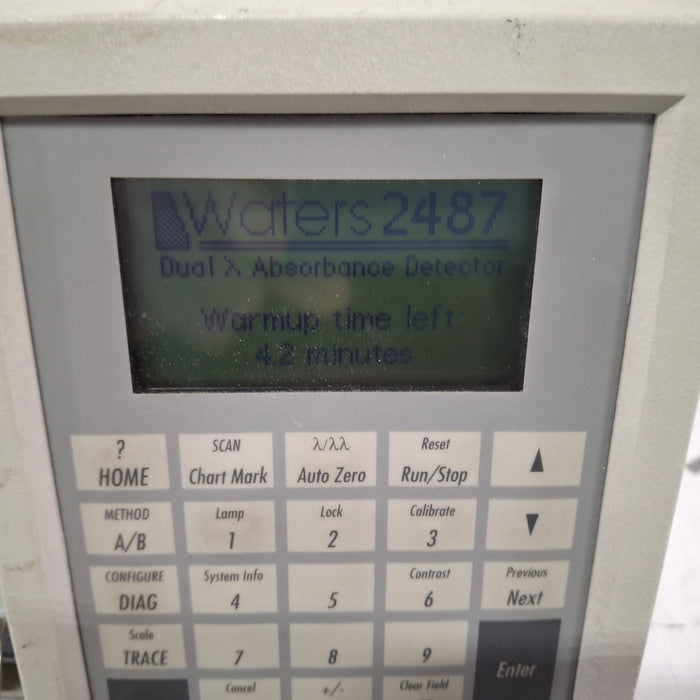 Waters 2487
Dual λ Absorbance Detector
Warmup time left:
4.2 minutes
? SCAN λ/λλ Reset
HOME Chart Mark Auto Zero Run/Stop ▲
METHOD Lamp Lock Calibrate
A/B 1 2 3 ▼
CONFIGURE System Info Contrast Previous
DIAG 4 5 6 Next
Scale
TRACE 7 8 9 Enter
Cancel +/- Clear Field